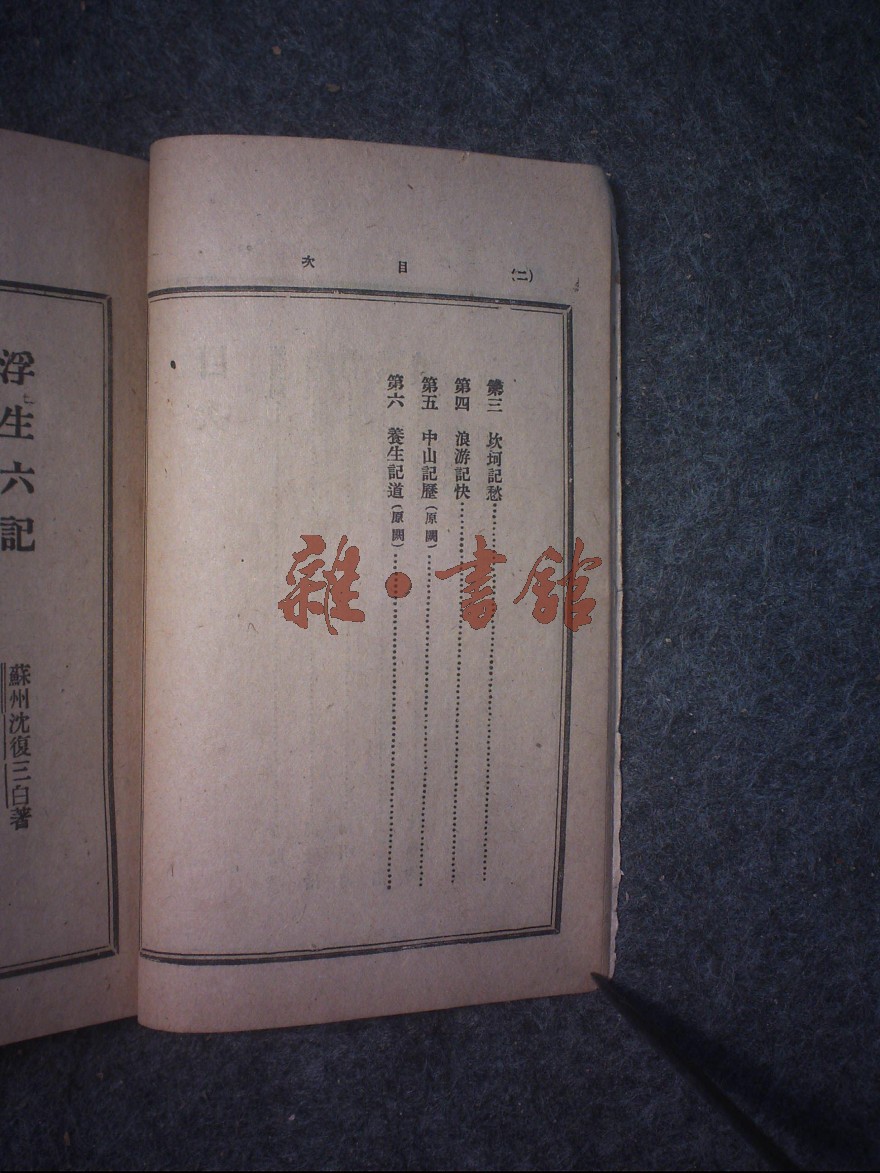 (二)
目次
第三 坎坷記愁
第四 浪游記快
第五 中山記歷(原闕)
第六 養生記道(原闕)
浮生六記
蘇州沈復三白著
雜·書館